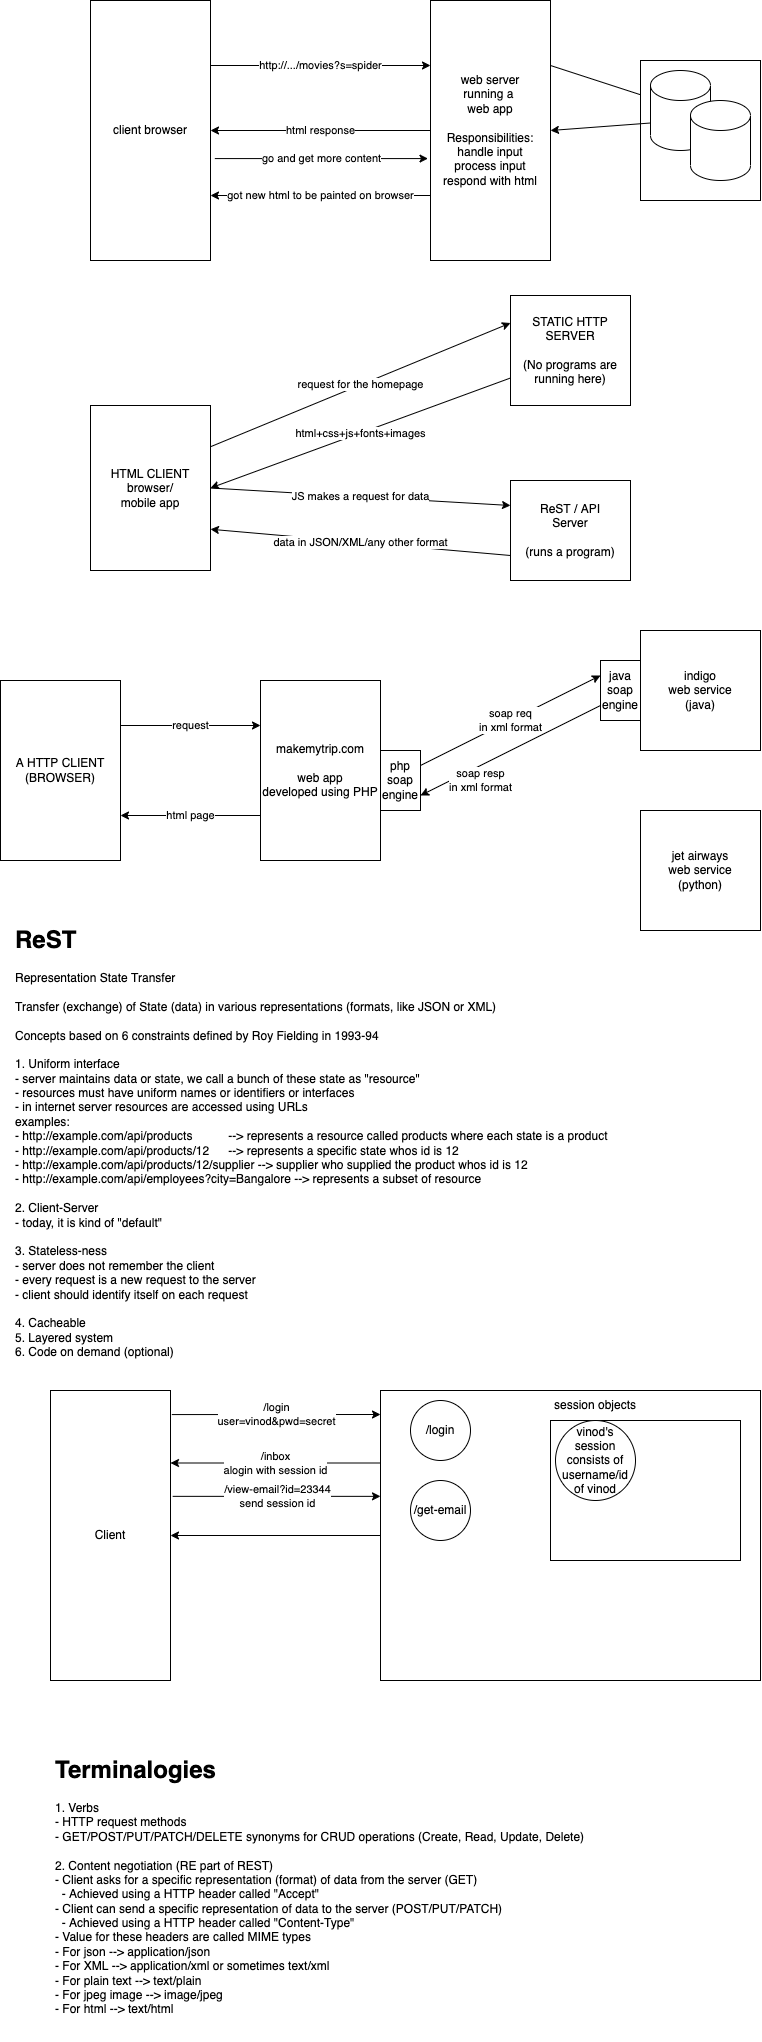 http://.../movies?s=spider
client browser
html response
go and get more content
got new html to be painted on browser
web server
running a
web app
Responsibilities:
handle input
process input
respond with html
STATIC HTTP
SERVER
(No programs are
running here)
request for the homepage
html+css+js+fonts+images
HTML CLIENT
browser/
mobile app
JS makes a request for data
data in JSON/XML/any other format
ReST / API
Server
(runs a program)
A HTTP CLIENT
(BROWSER)
request
html page
makemytrip.com
web app
developed using PHP
php
soap
engine
soap req
in xml format
soap resp
in xml format
java
soap
engine
indigo
web service
(java)
jet airways
web service
(python)
ReST
Representation State Transfer
Transfer (exchange) of State (data) in various representations (formats, like JSON or XML)
Concepts based on 6 constraints defined by Roy Fielding in 1993-94
1. Uniform interface
- server maintains data or state, we call a bunch of these state as "resource"
- resources must have uniform names or identifiers or interfaces
- in internet server resources are accessed using URLs
examples:
- http://example.com/api/products --> represents a resource called products where each state is a product
- http://example.com/api/products/12 --> represents a specific state whos id is 12
- http://example.com/api/products/12/supplier --> supplier who supplied the product whos id is 12
- http://example.com/api/employees?city=Bangalore --> represents a subset of resource
2. Client-Server
- today, it is kind of "default"
3. Stateless-ness
- server does not remember the client
- every request is a new request to the server
- client should identify itself on each request
4. Cacheable
5. Layered system
6. Code on demand (optional)
Client
/login
user=vinod&pwd=secret
/inbox
alogin with session id
/view-email?id=23344
send session id
/login
/get-email
session objects
vinod's
session
consists of
username/id
of vinod
Terminalogies
1. Verbs
- HTTP request methods
- GET/POST/PUT/PATCH/DELETE synonyms for CRUD operations (Create, Read, Update, Delete)
2. Content negotiation (RE part of REST)
- Client asks for a specific representation (format) of data from the server (GET)
- Achieved using a HTTP header called "Accept"
- Client can send a specific representation of data to the server (POST/PUT/PATCH)
- Achieved using a HTTP header called "Content-Type"
- Value for these headers are called MIME types
- For json --> application/json
- For XML --> application/xml or sometimes text/xml
- For plain text --> text/plain
- For jpeg image --> image/jpeg
- For html --> text/html